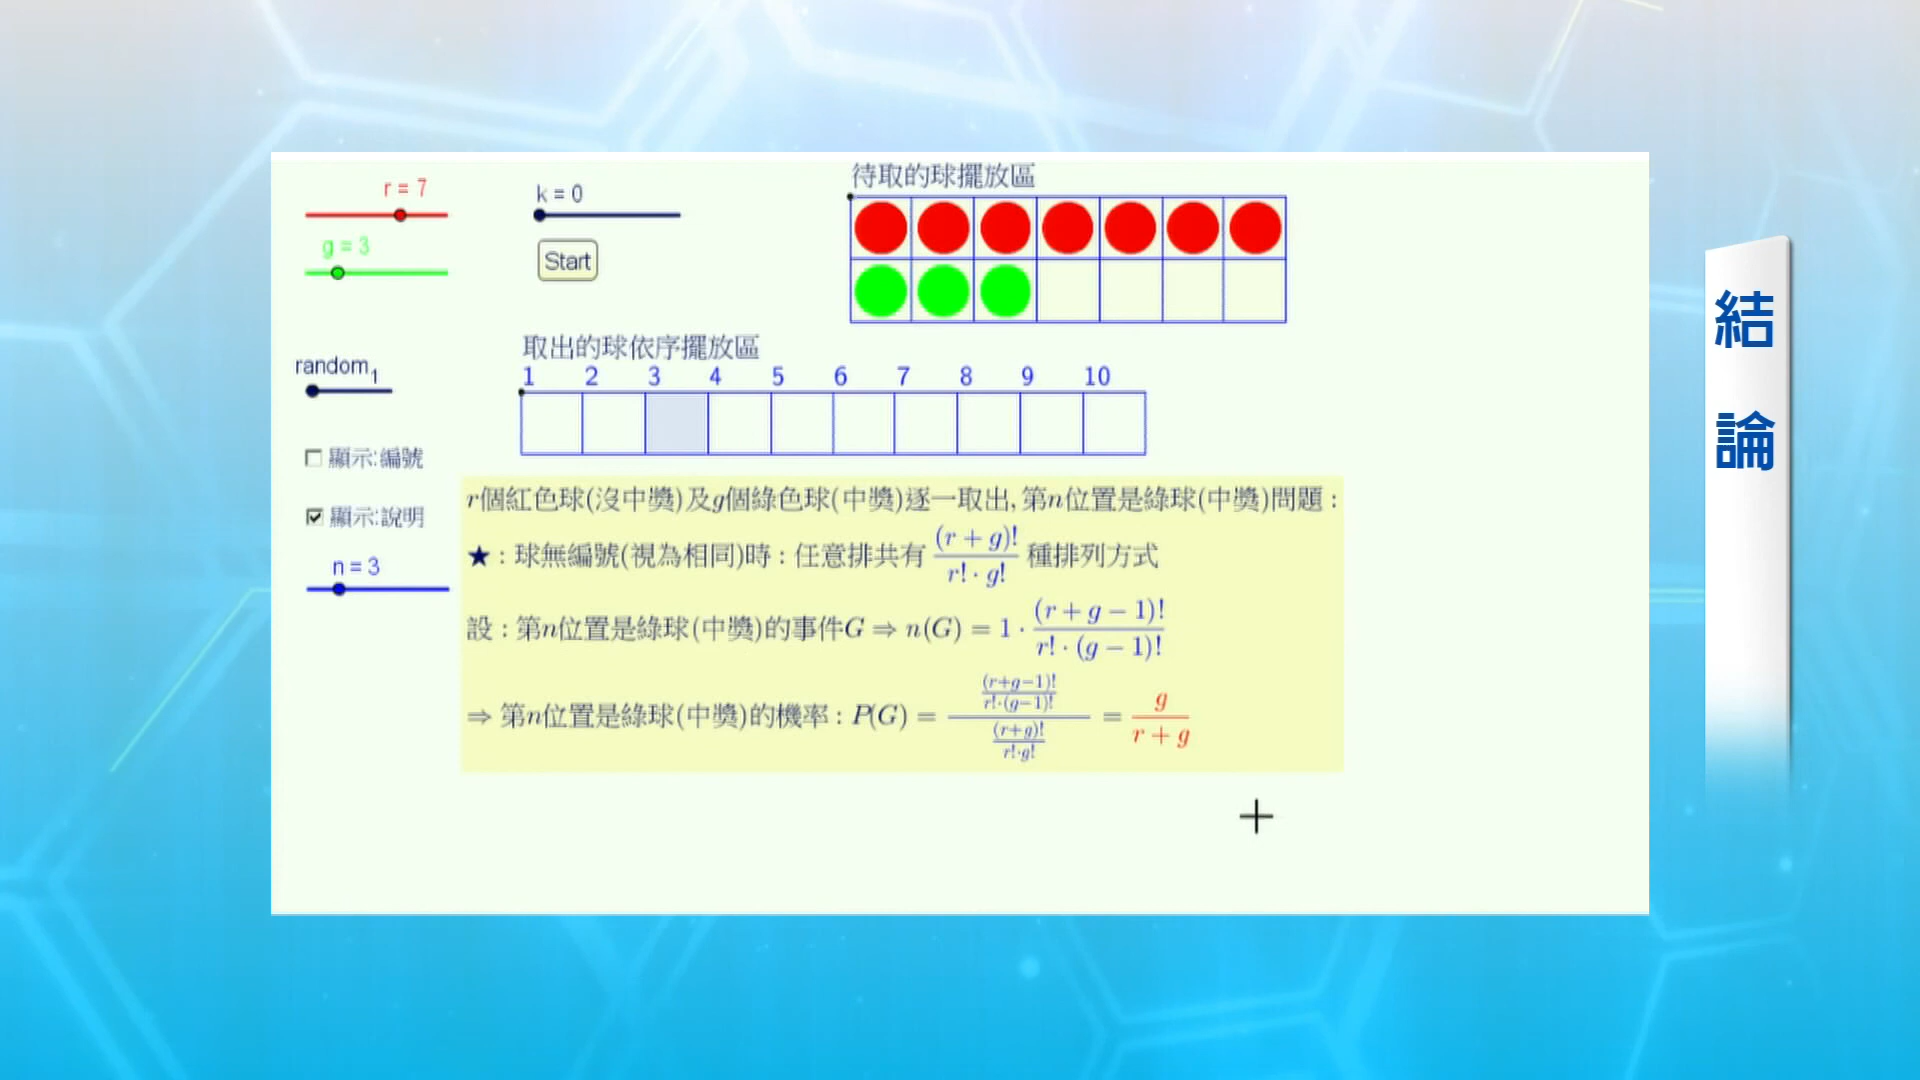 r = 7
k = 0
待取的球擺放區
g = 3
Start
取出的球依序擺放區
random₁
1 2 3 4 5 6 7 8 9 10
顯示:編號
顯示:說明
n = 3
r個紅色球(沒中獎)及g個綠色球(中獎)逐一取出, 第n位置是綠球(中獎)問題 :
★ : 球無編號(視為相同)時 : 任意排共有 (r + g)! / r! · g! 種排列方式
設 : 第n位置是綠球(中獎)的事件G ⇒ n(G) = 1 · (r + g − 1)! / r! · (g − 1)!
⇒ 第n位置是綠球(中獎)的機率 : P(G) = (r+g−1)! / r!·(g−1)! / (r+g)! / r!·g! = g / r + g
結論